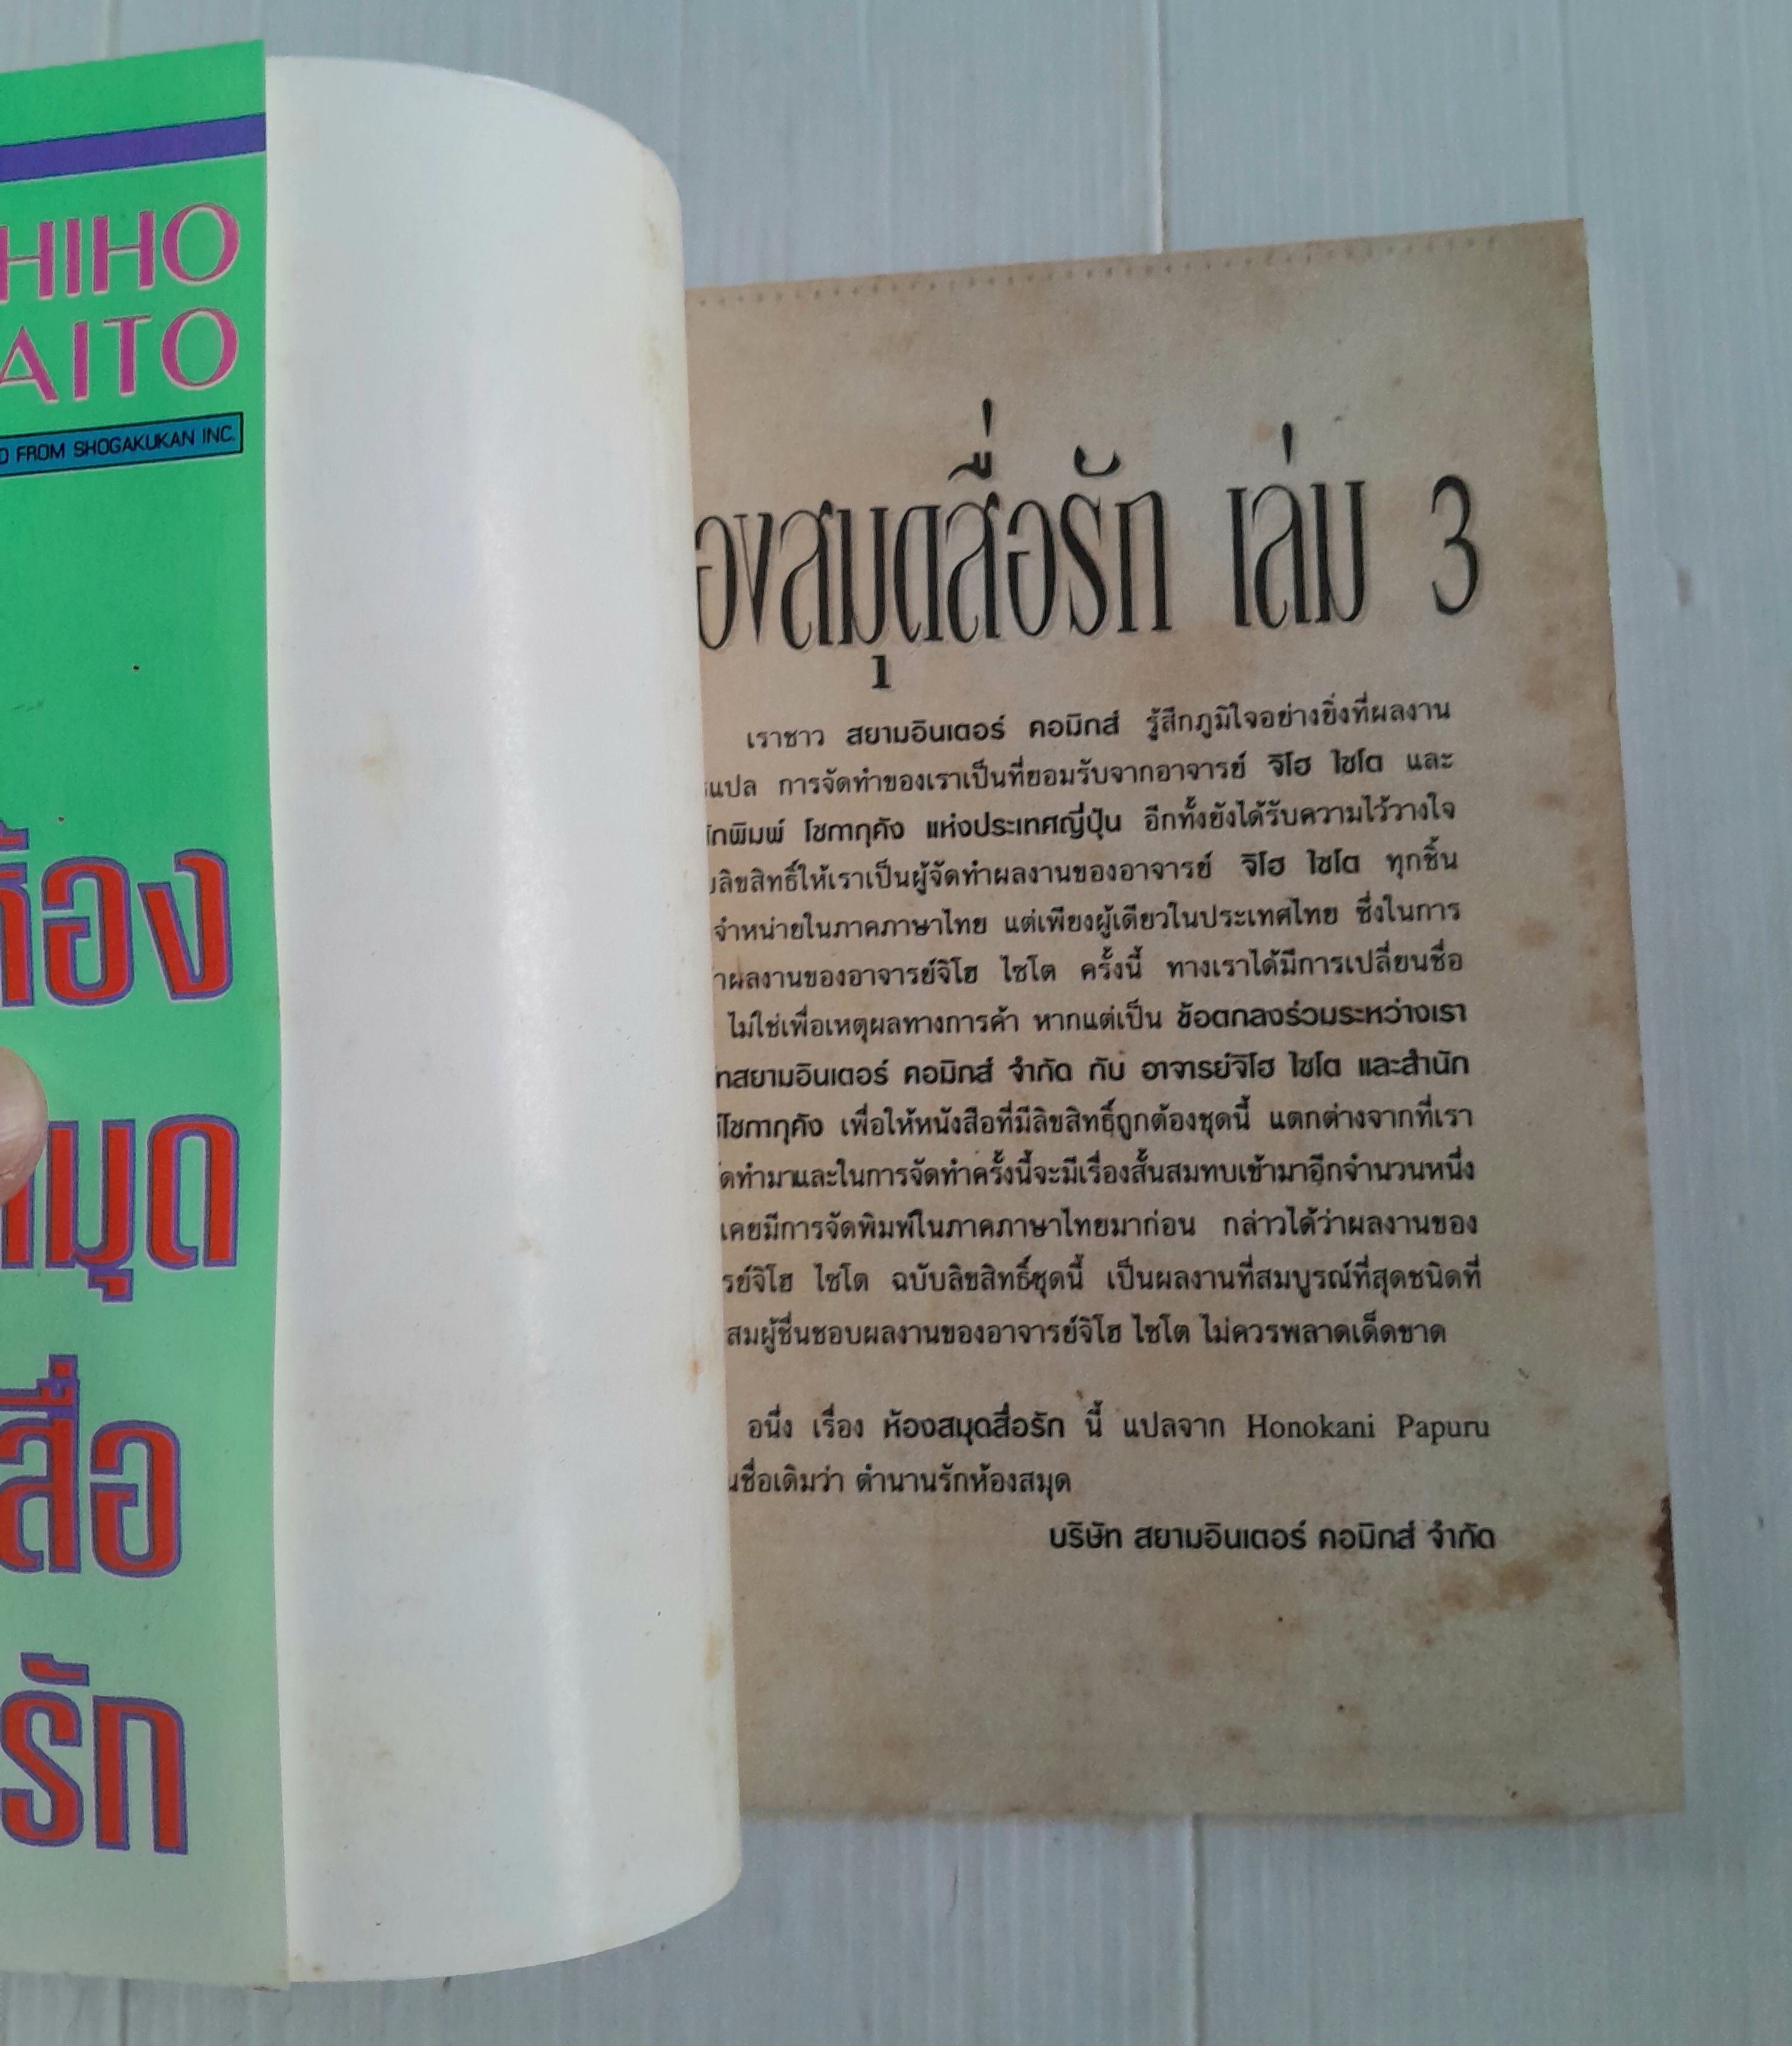 HIHO
AITO
FROM SHOGAKUKAN INC.
ห้อง
สมุด
สื่อ
รัก
องสมุดสื่อรัก เล่ม 3
เราชาว สยามอินเตอร์ คอมิกส์ รู้สึกภูมิใจอย่างยิ่งที่ผลงาน
แปล การจัดทำของเราเป็นที่ยอมรับจากอาจารย์ จิโฮ ไซโต และ
พิมพ์ โชกากุคัง แห่งประเทศญี่ปุ่น อีกทั้งยังได้รับความไว้วางใจ
ลิขสิทธิ์ให้เราเป็นผู้จัดทำผลงานของอาจารย์ จิโฮ ไซโต ทุกชิ้น
จำหน่ายในภาคภาษาไทย แต่เพียงผู้เดียวในประเทศไทย ซึ่งในการ
ผลงานของอาจารย์จิโฮ ไซโต ครั้งนี้ ทางเราได้มีการเปลี่ยนชื่อ
ไม่ใช่เพื่อเหตุผลทางการค้า หากแต่เป็น ข้อตกลงร่วมระหว่างเรา
สยามอินเตอร์ คอมิกส์ จำกัด กับ อาจารย์จิโฮ ไซโต และสำนัก
โชกากุคัง เพื่อให้หนังสือที่มีลิขสิทธิ์ถูกต้องชุดนี้ แตกต่างจากที่เรา
ทำมาและในการจัดทำครั้งนี้จะมีเรื่องสั้นสมทบเข้ามาอีกจำนวนหนึ่ง
เคยมีการจัดพิมพ์ในภาคภาษาไทยมาก่อน กล่าวได้ว่าผลงานของ
รย์จิโฮ ไซโต ฉบับลิขสิทธิ์ชุดนี้ เป็นผลงานที่สมบูรณ์ที่สุดชนิดที่
สมผู้ชื่นชอบผลงานของอาจารย์จิโฮ ไซโต ไม่ควรพลาดเด็ดขาด
อนึ่ง เรื่อง ห้องสมุดสื่อรัก นี้ แปลจาก Honokani Papuru
ชื่อเดิมว่า ตำนานรักห้องสมุด
บริษัท สยามอินเตอร์ คอมิกส์ จำกัด